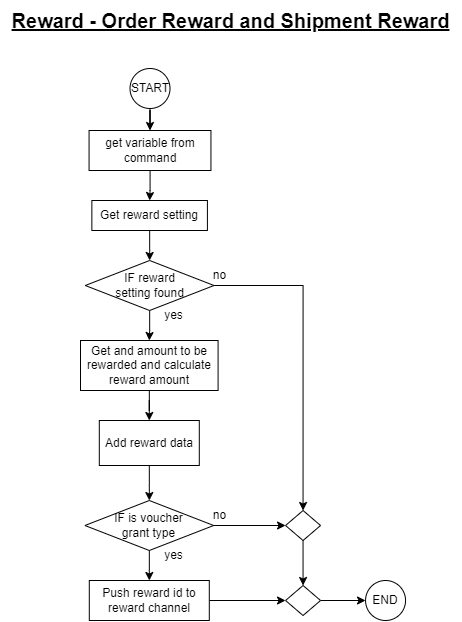 Reward - Order Reward and Shipment Reward
START
get variable from
command
Get reward setting
IF reward
setting found
no
yes
Get and amount to be
rewarded and calculate
reward amount
Add reward data
IF is voucher
grant type
no
yes
Push reward id to
reward channel
END